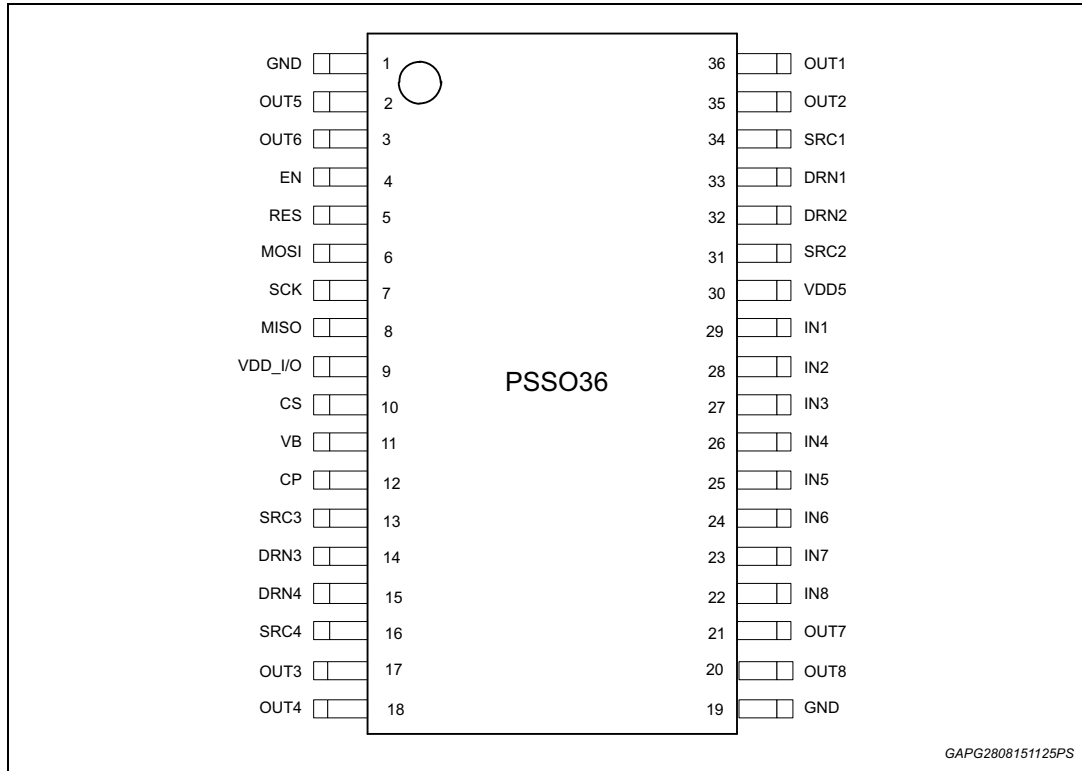 GND 1 36 OUT1
OUT5 2 35 OUT2
OUT6 3 34 SRC1
EN 4 33 DRN1
RES 5 32 DRN2
MOSI 6 31 SRC2
SCK 7 30 VDD5
MISO 8 29 IN1
VDD_I/O 9 28 IN2
PSSO36
CS 10 27 IN3
VB 11 26 IN4
CP 12 25 IN5
SRC3 13 24 IN6
DRN3 14 23 IN7
DRN4 15 22 IN8
SRC4 16 21 OUT7
OUT3 17 20 OUT8
OUT4 18 19 GND
GAPG2808151125PS